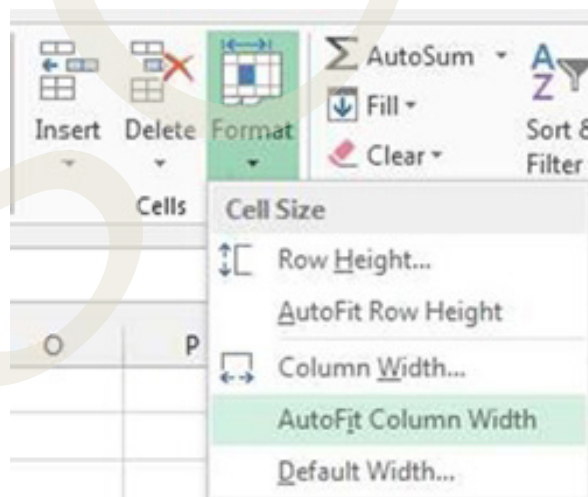 AutoSum
Insert Delete Format
Fill
Sort &
Clear
Filter
Cells
Cell Size
Row Height...
AutoFit Row Height
O P
Column Width...
AutoFit Column Width
Default Width...